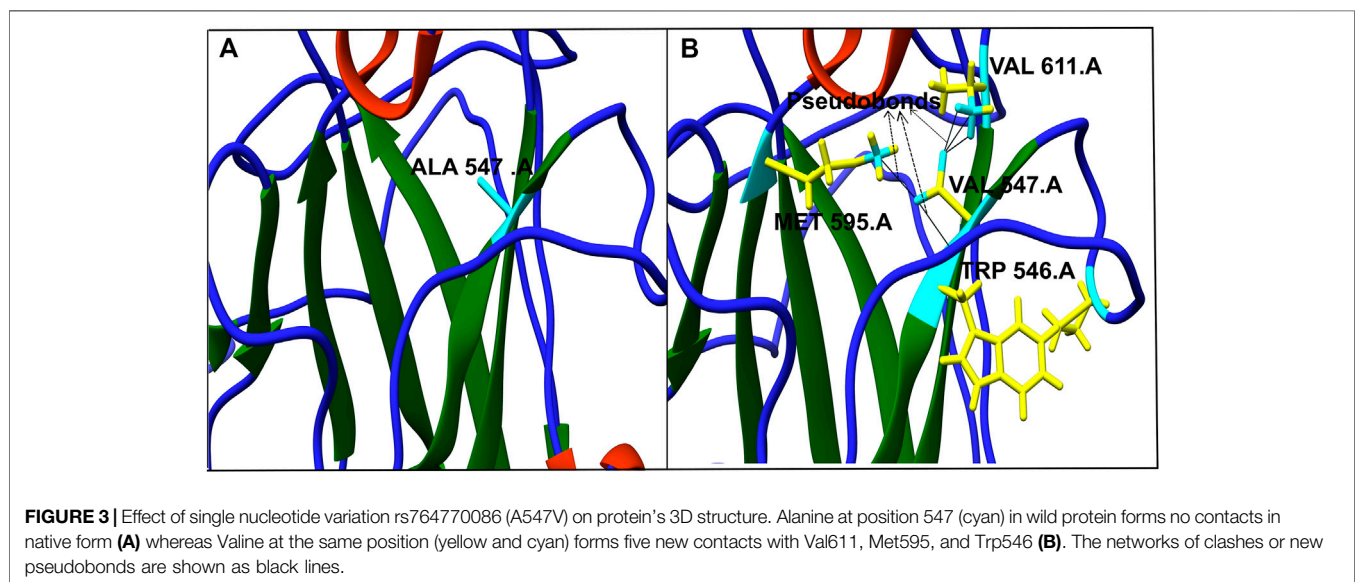 A
ALA 547 .A
B
VAL 611.A
Pseudobonds
VAL 547.A
MET 595.A
TRP 546.A
FIGURE 3 | Effect of single nucleotide variation rs764770086 (A547V) on protein's 3D structure. Alanine at position 547 (cyan) in wild protein forms no contacts in
native form (A) whereas Valine at the same position (yellow and cyan) forms five new contacts with Val611, Met595, and Trp546 (B). The networks of clashes or new
pseudobonds are shown as black lines.